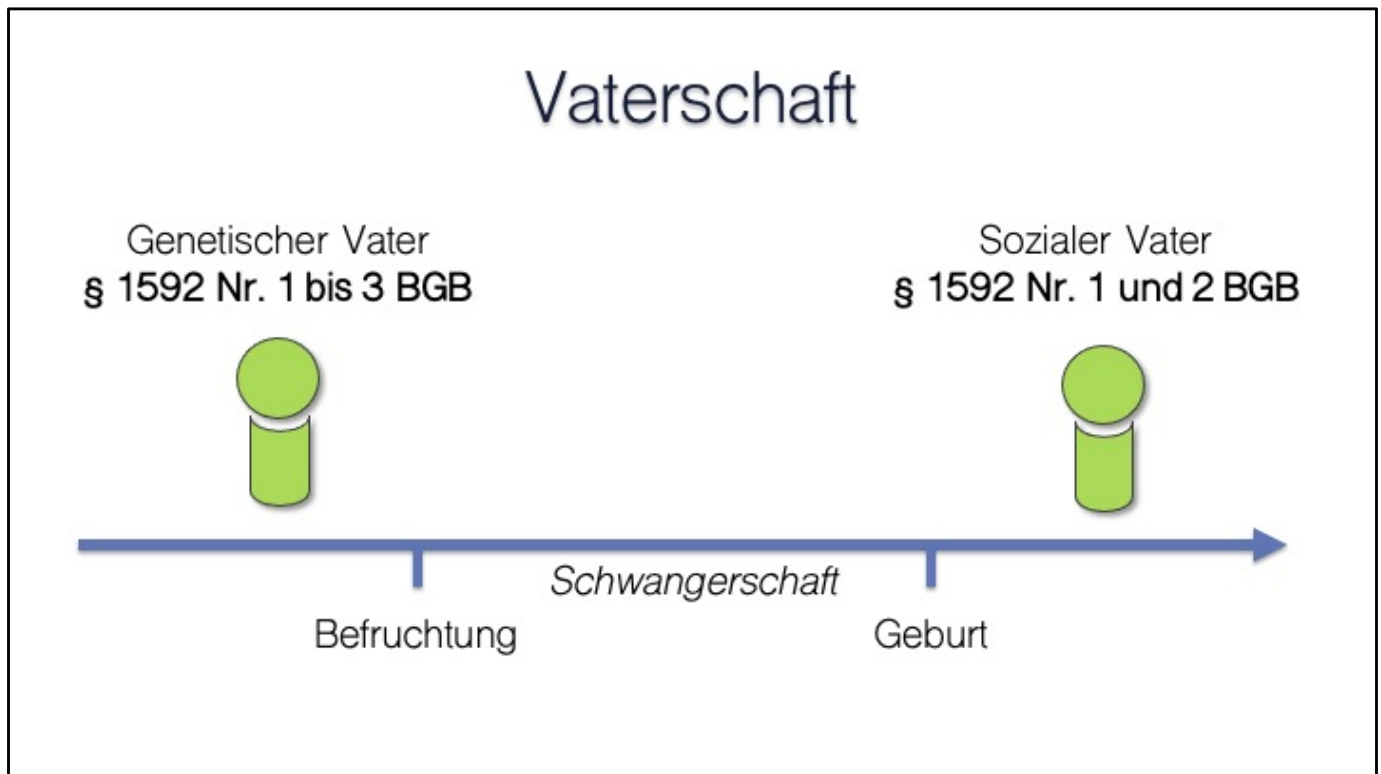 Vaterschaft
Genetischer Vater
§ 1592 Nr. 1 bis 3 BGB
Sozialer Vater
§ 1592 Nr. 1 und 2 BGB
Schwangerschaft
Befruchtung
Geburt